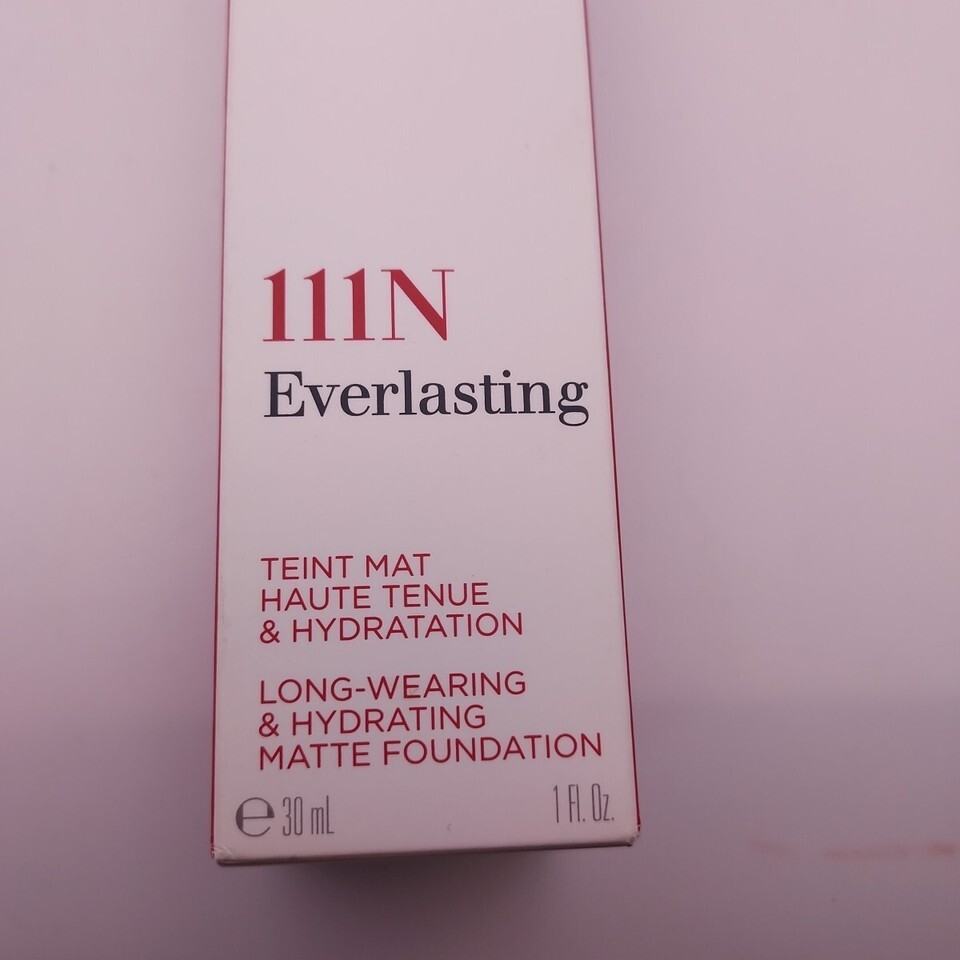 111N
Everlasting
TEINT MAT
HAUTE TENUE
& HYDRATATION
LONG-WEARING
& HYDRATING
MATTE FOUNDATION
℮ 30 mL 1 Fl. Oz.